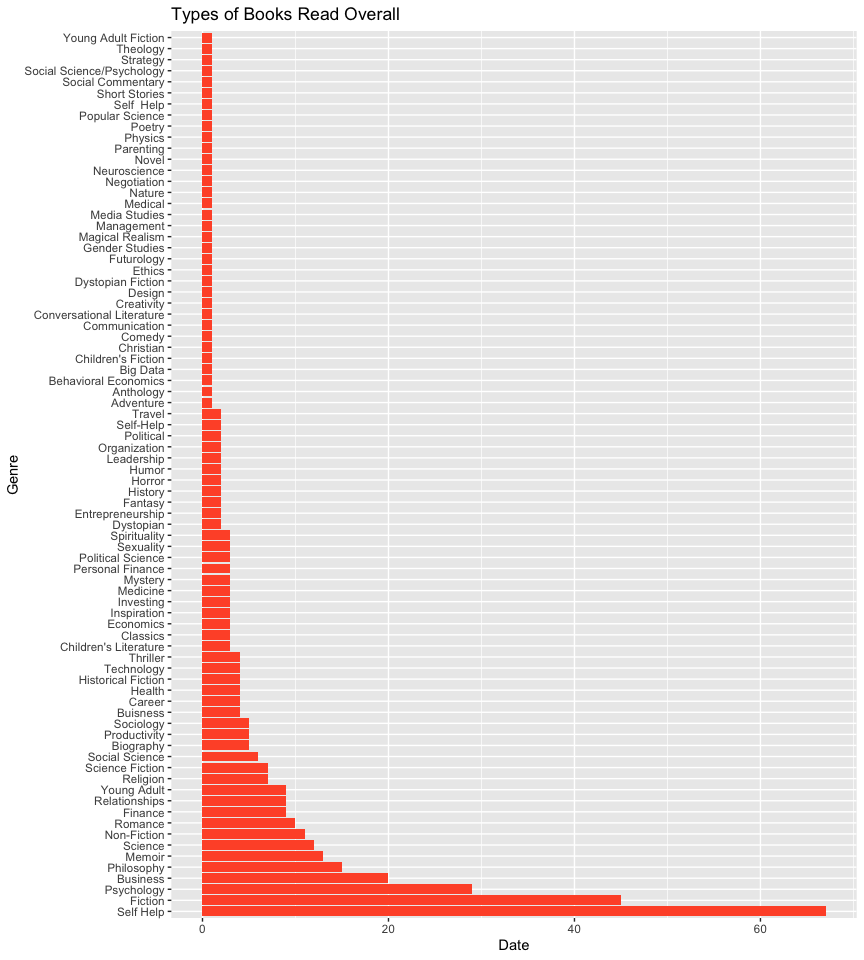 Types of Books Read Overall
Young Adult Fiction
Theology
Strategy
Social Science/Psychology
Social Commentary
Short Stories
Self  Help
Popular Science
Poetry
Physics
Parenting
Novel
Neuroscience
Negotiation
Nature
Medical
Media Studies
Management
Magical Realism
Gender Studies
Futurology
Ethics
Dystopian Fiction
Design
Creativity
Conversational Literature
Communication
Comedy
Christian
Children's Fiction
Big Data
Behavioral Economics
Anthology
Adventure
Travel
Self-Help
Political
Organization
Leadership
Humor
Horror
History
Fantasy
Entrepreneurship
Dystopian
Spirituality
Sexuality
Political Science
Personal Finance
Mystery
Medicine
Investing
Inspiration
Economics
Classics
Children's Literature
Thriller
Technology
Historical Fiction
Health
Career
Buisness
Sociology
Productivity
Biography
Social Science
Science Fiction
Religion
Young Adult
Relationships
Finance
Romance
Non-Fiction
Science
Memoir
Philosophy
Business
Psychology
Fiction
Self Help
Genre
0 20 40 60
Date